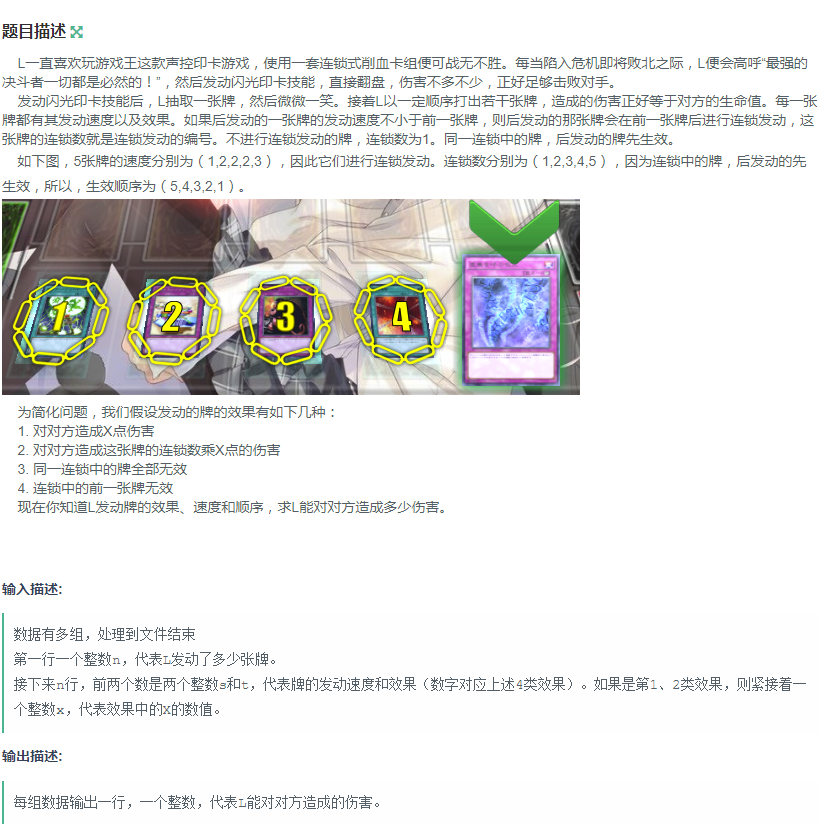 题目描述
L一直喜欢玩游戏王这款声控印卡游戏，使用一套连锁式削血卡组便可战无不胜。每当陷入危机即将败北之际，L便会高呼“最强的
决斗者一切都是必然的！”，然后发动闪光印卡技能，直接翻盘，伤害不多不少，正好足够击败对手。
发动闪光印卡技能后，L抽取一张牌，然后微微一笑。接着L以一定顺序打出若干张牌，造成的伤害正好等于对方的生命值。每一张
牌都有其发动速度以及效果。如果后发动的一张牌的发动速度不小于前一张牌，则后发动的那张牌会在前一张牌后进行连锁发动，这
张牌的连锁数就是连锁发动的编号。不进行连锁发动的牌，连锁数为1。同一连锁中的牌，后发动的牌先生效。
如下图，5张牌的速度分别为（1,2,2,2,3），因此它们进行连锁发动。连锁数分别为（1,2,3,4,5），因为连锁中的牌，后发动的先
生效，所以，生效顺序为（5,4,3,2,1）。
1 2 3 4
为简化问题，我们假设发动的牌的效果有如下几种：
1. 对对方造成X点伤害
2. 对对方造成这张牌的连锁数乘X点的伤害
3. 同一连锁中的牌全部无效
4. 连锁中的前一张牌无效
现在你知道L发动牌的效果、速度和顺序，求L能对对方造成多少伤害。
输入描述:
数据有多组，处理到文件结束
第一行一个整数n，代表L发动了多少张牌。
接下来n行，前两个数是两个整数s和t，代表牌的发动速度和效果（数字对应上述4类效果）。如果是第1、2类效果，则紧接着一
个整数x，代表效果中的X的数值。
输出描述:
每组数据输出一行，一个整数，代表L能对对方造成的伤害。